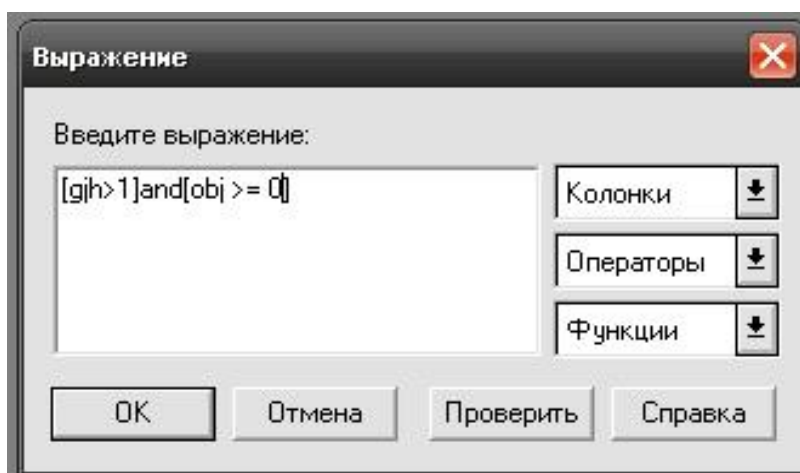 Выражение
Введите выражение:
[gjh>1]and[obj >= 0]
Колонки
Операторы
Функции
OK
Отмена
Проверить
Справка